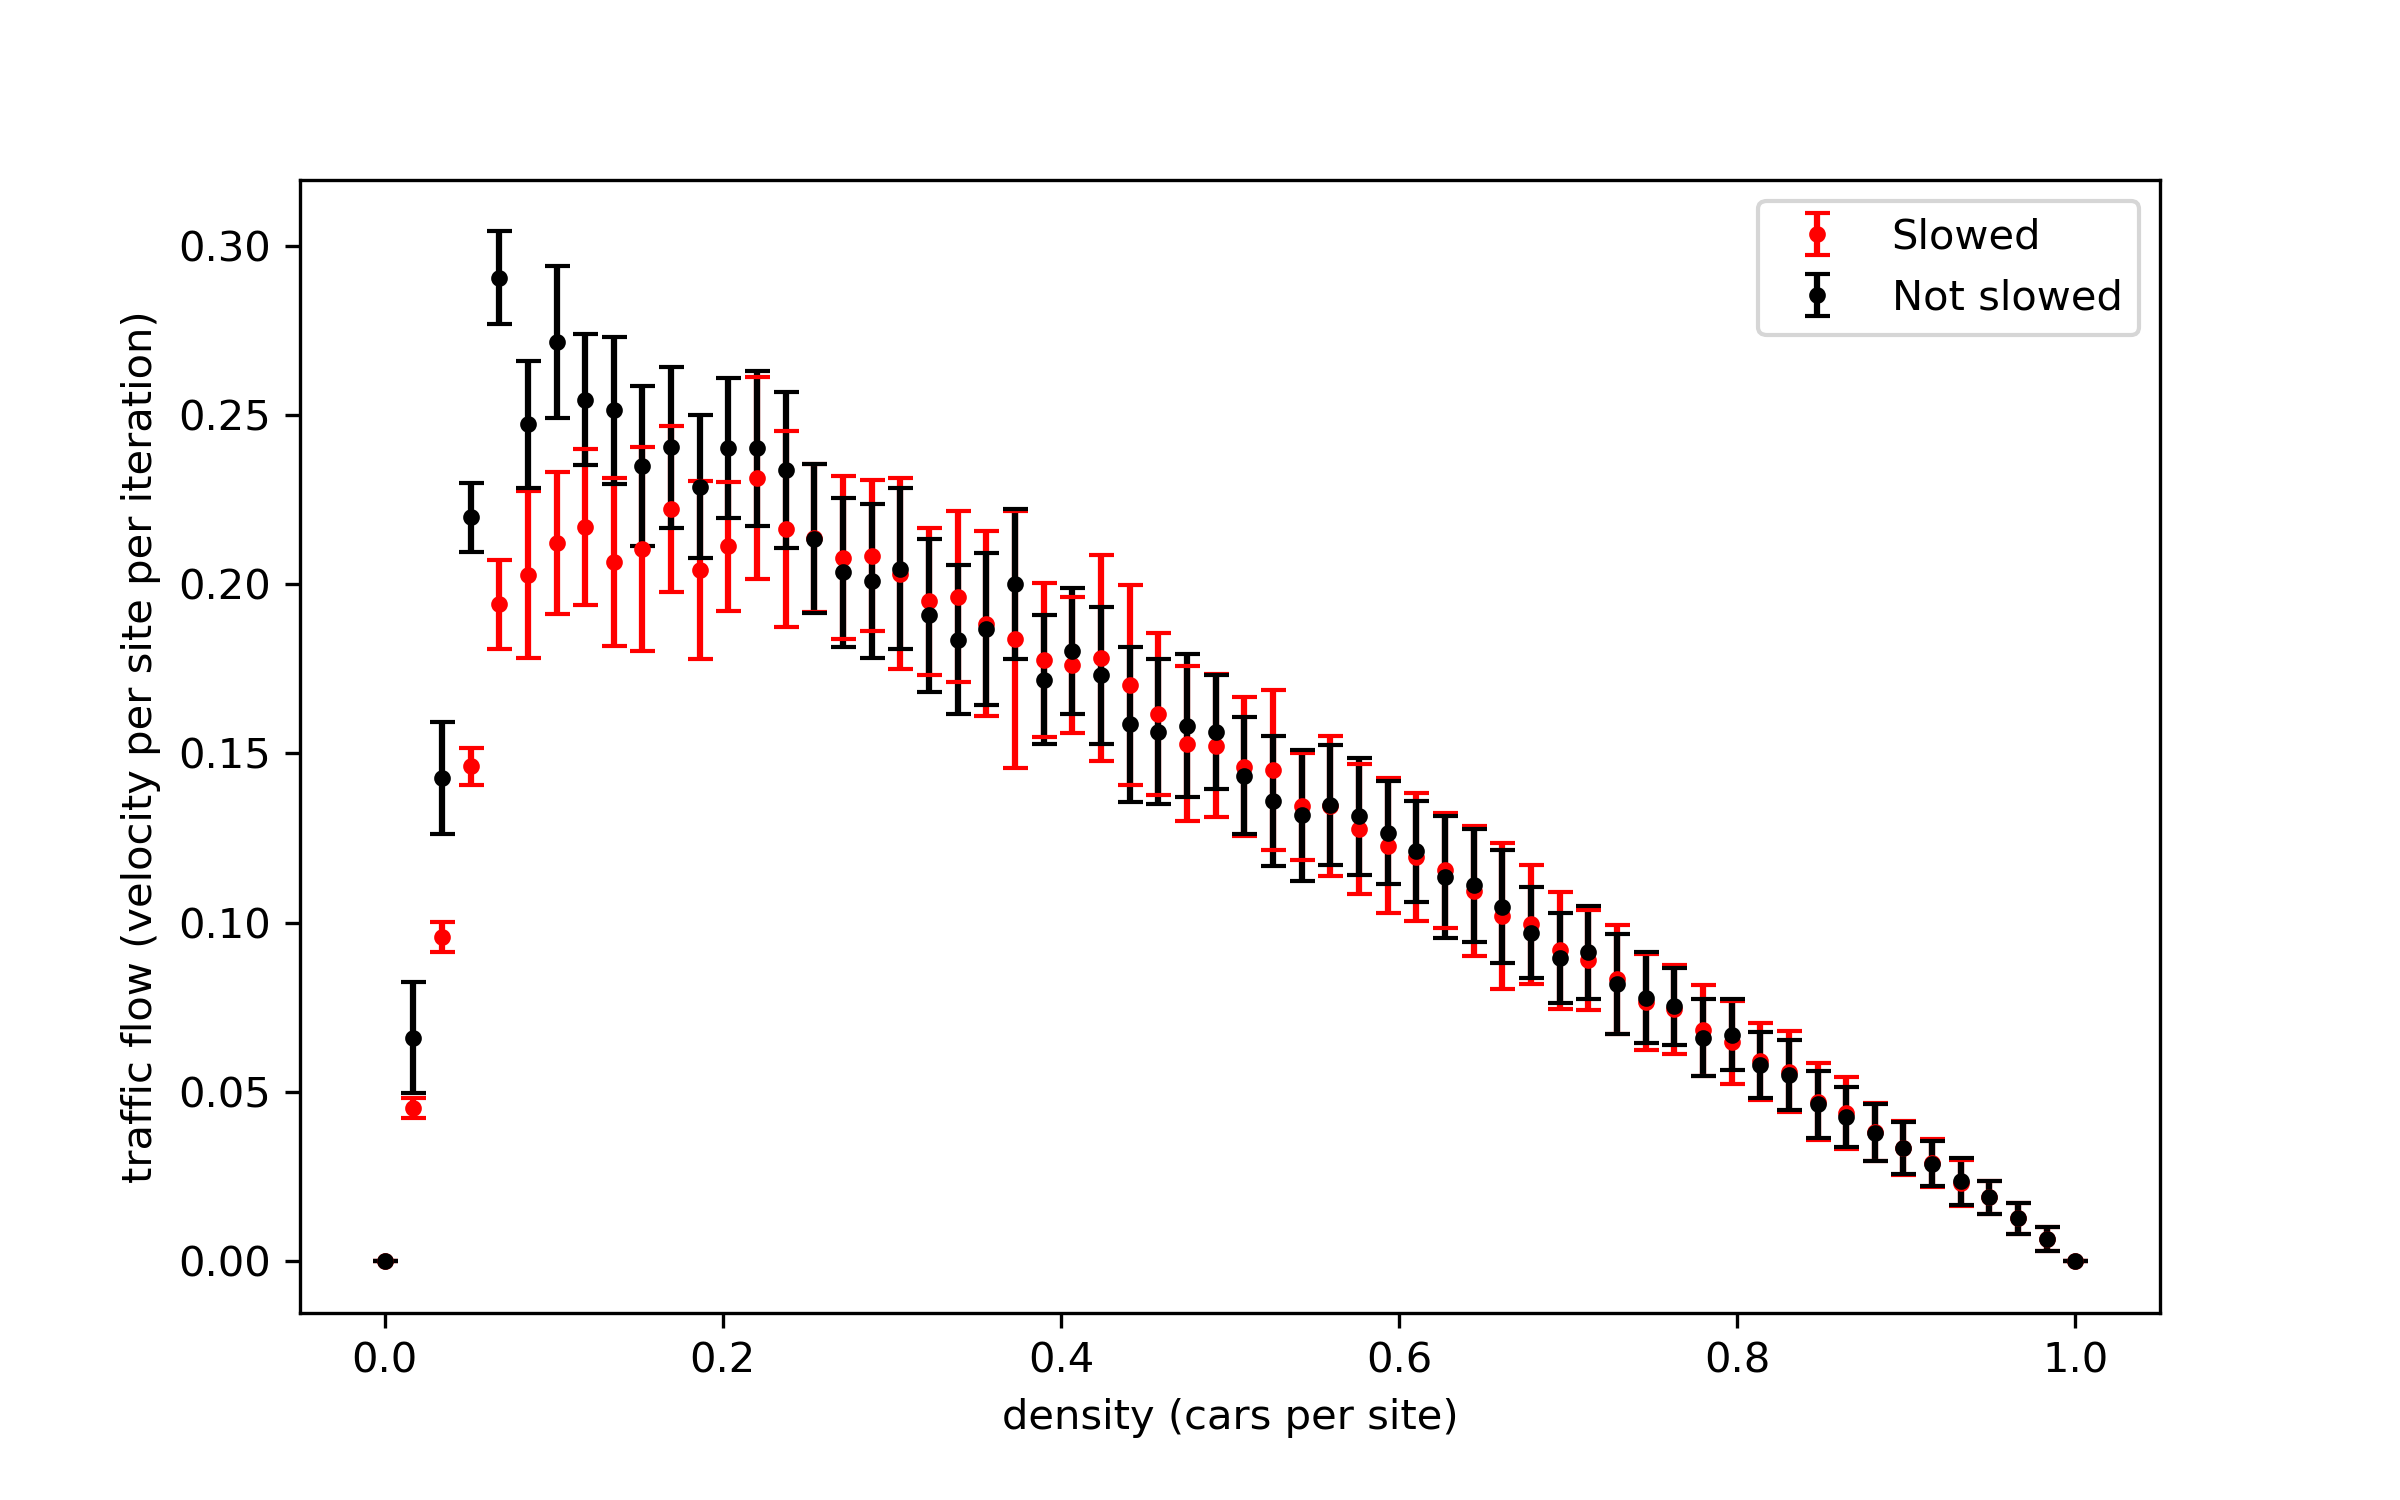 Slowed
Not slowed
0.30
0.25
0.20
0.15
0.10
0.05
0.00
traffic flow (velocity per site per iteration)
0.0 0.2 0.4 0.6 0.8 1.0
density (cars per site)